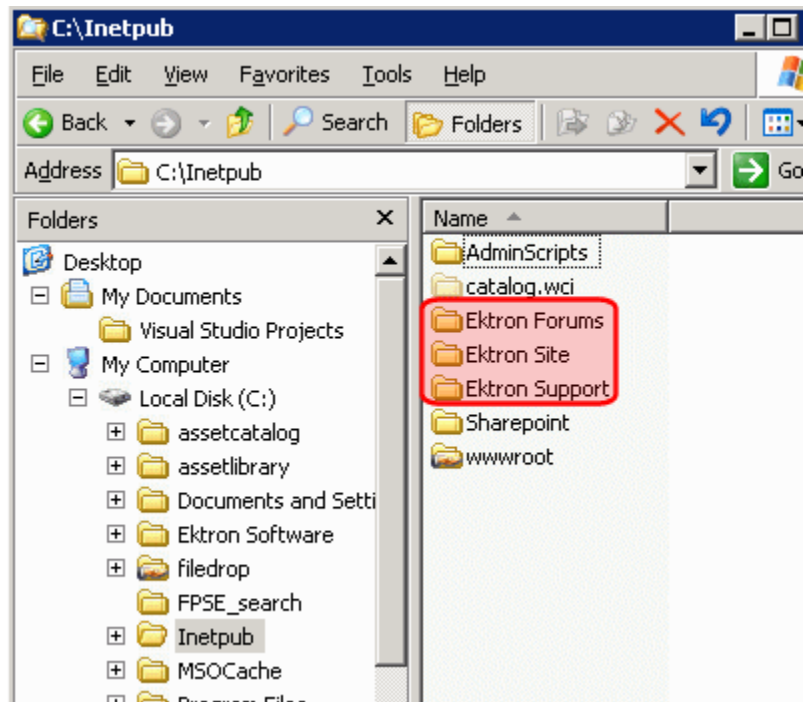 C:\Inetpub
File Edit View Favorites Tools Help
Back Search Folders
Address C:\Inetpub Go
Folders
Desktop
My Documents
Visual Studio Projects
My Computer
Local Disk (C:)
assetcatalog
assetlibrary
Documents and Setti
Ektron Software
filedrop
FPSE_search
Inetpub
MSOCache
Program Files
Name
AdminScripts
catalog.wci
Ektron Forums
Ektron Site
Ektron Support
Sharepoint
wwwroot